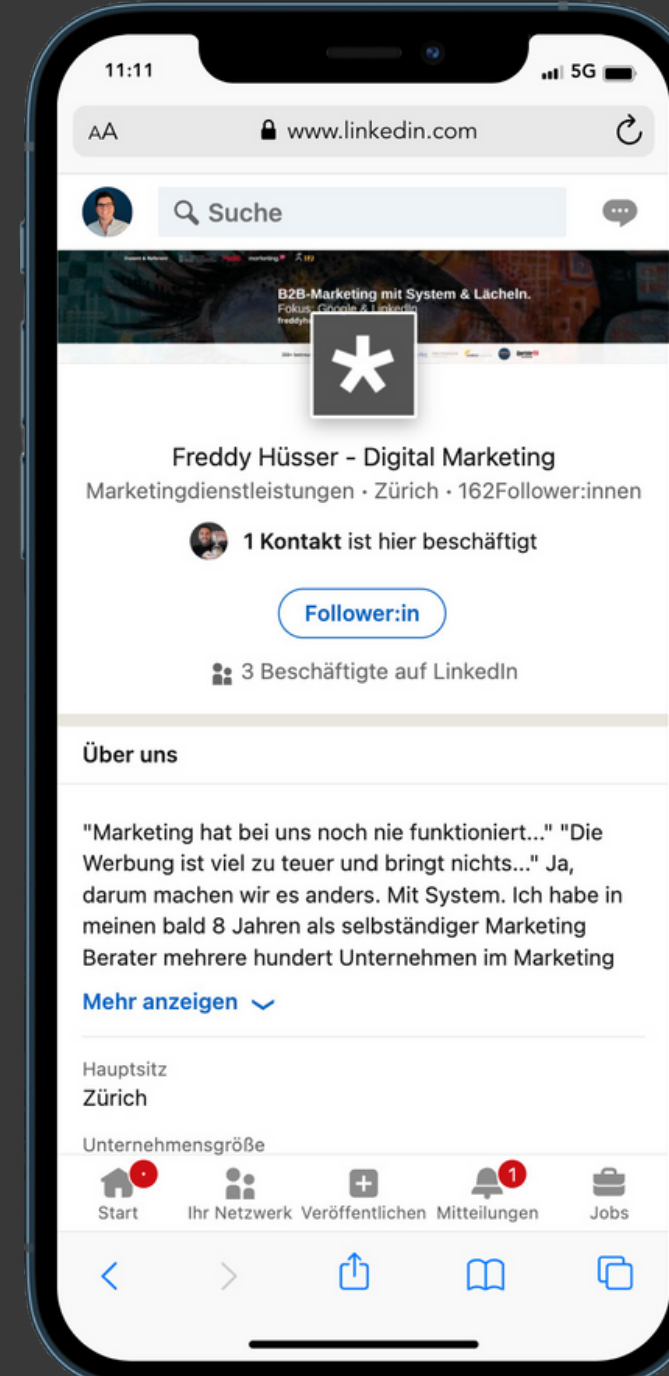 11:11
5G
AA
www.linkedin.com
Suche
B2B-Marketing mit System & Lächeln.
Fokus: Google & LinkedIn
Freddy Hüsser - Digital Marketing
Marketingdienstleistungen · Zürich · 162Follower:innen
1 Kontakt ist hier beschäftigt
Follower:in
3 Beschäftigte auf LinkedIn
Über uns
"Marketing hat bei uns noch nie funktioniert..." "Die
Werbung ist viel zu teuer und bringt nichts..." Ja,
darum machen wir es anders. Mit System. Ich habe in
meinen bald 8 Jahren als selbständiger Marketing
Berater mehrere hundert Unternehmen im Marketing
Mehr anzeigen
Hauptsitz
Zürich
Unternehmensgröße
1
Start Ihr Netzwerk Veröffentlichen Mitteilungen Jobs